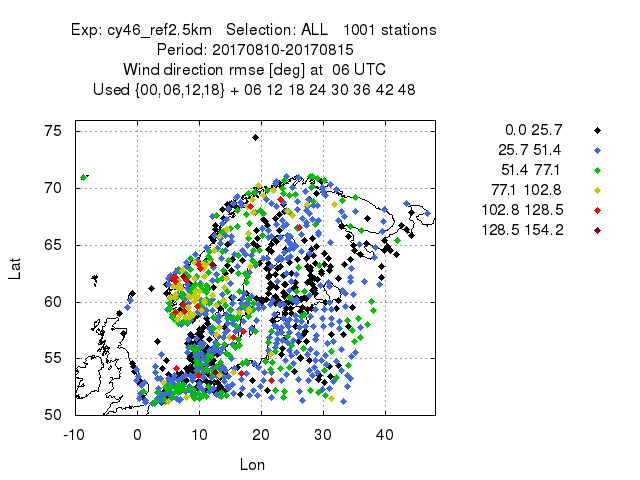 Exp: cy46_ref2.5km   Selection: ALL   1001 stations
Period: 20170810-20170815
Wind direction rmse [deg] at  06 UTC
Used {00,06,12,18} + 06 12 18 24 30 36 42 48
75
70
65
60
55
50
Lat
-10 0 10 20 30 40
Lon
0.0 25.7
25.7 51.4
51.4 77.1
77.1 102.8
102.8 128.5
128.5 154.2